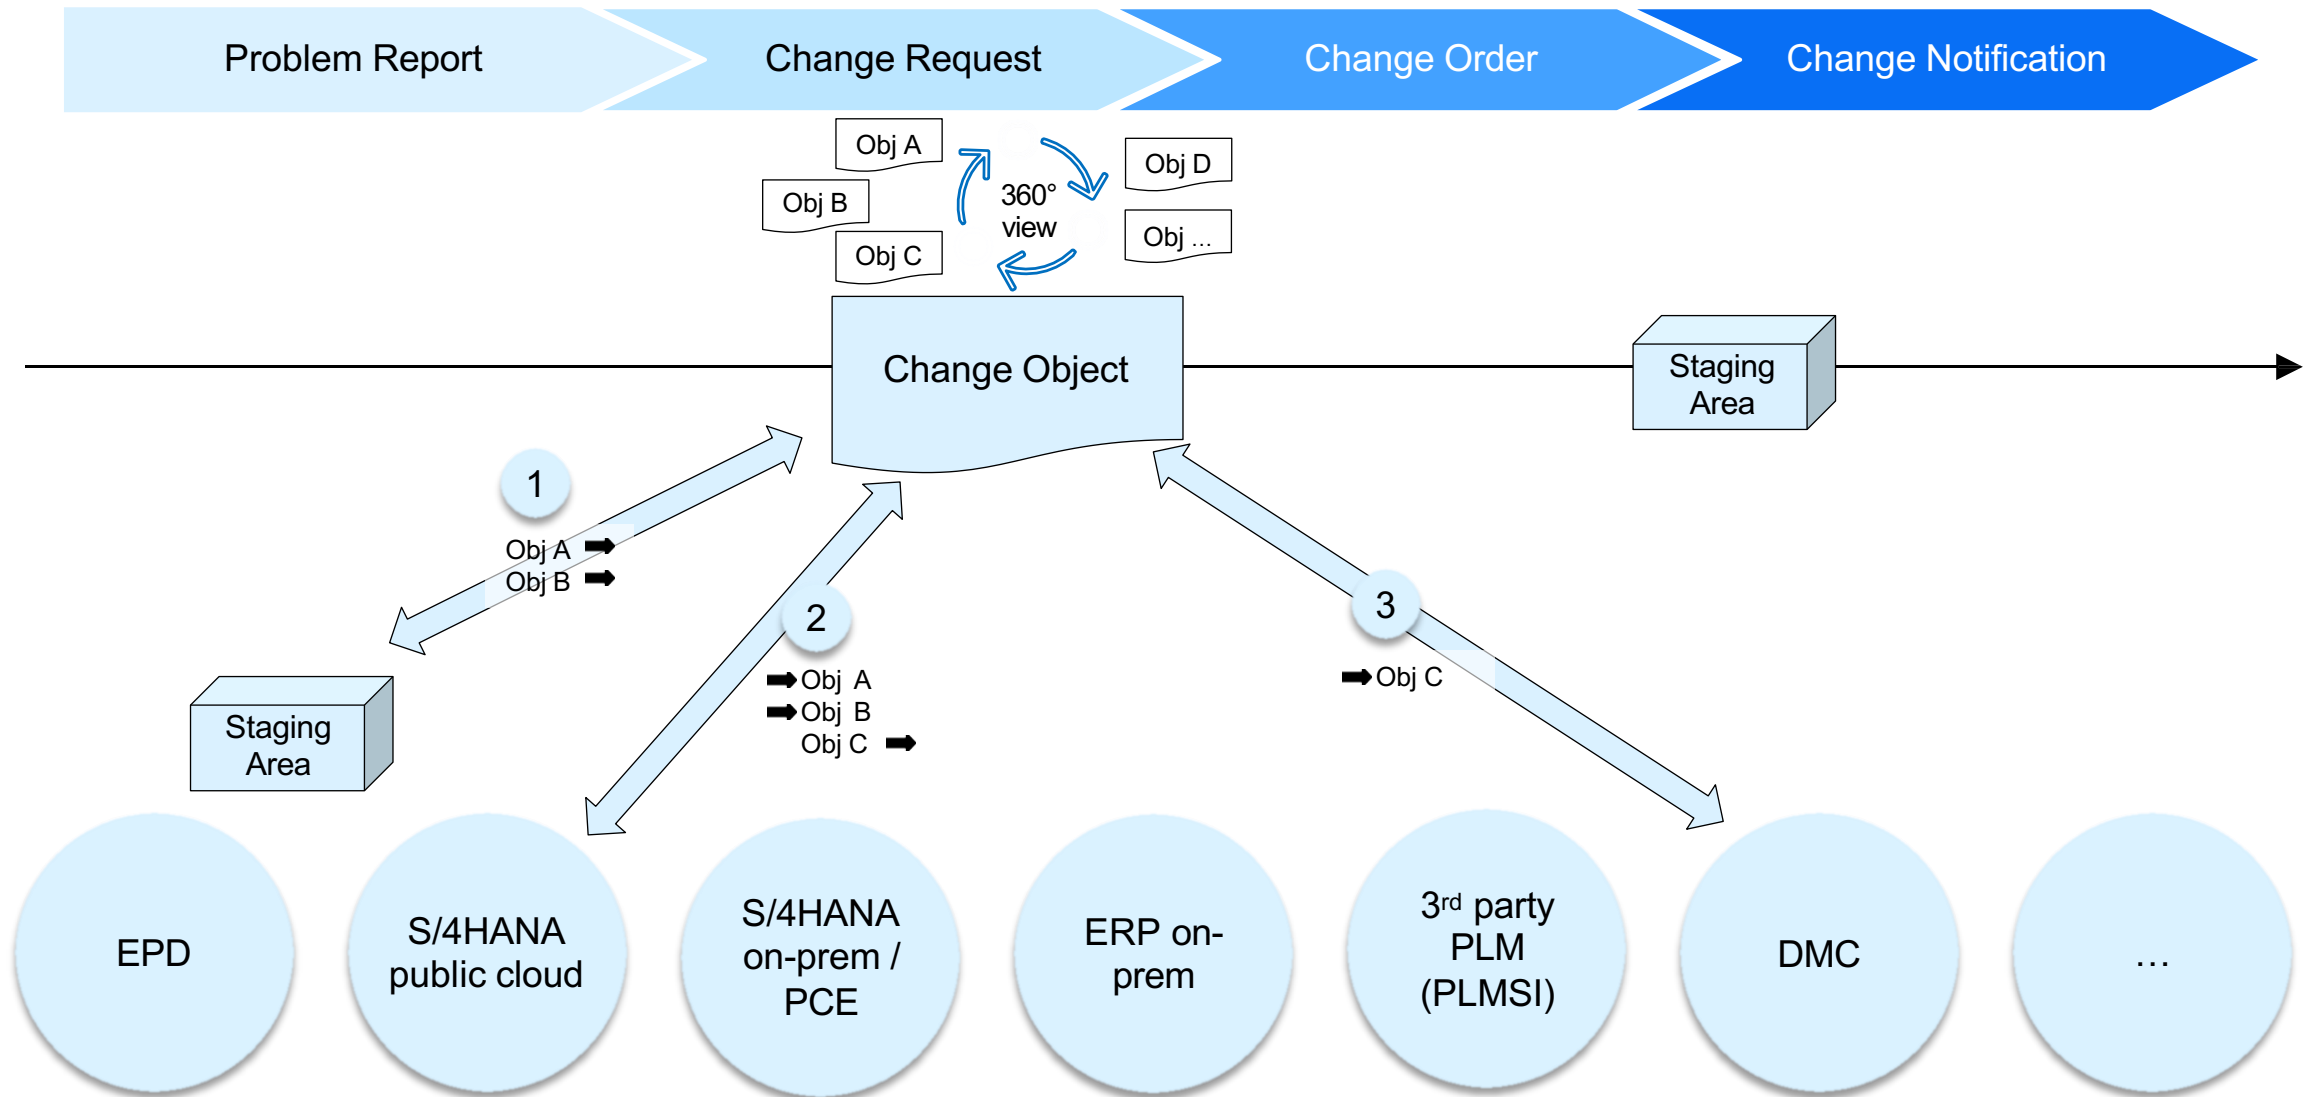 Problem Report
Change Request
Change Order
Change Notification
Obj A
Obj B
Obj C
360°
view
Obj D
Obj ...
Change Object
Staging
Area
1
Obj A
Obj B
2
Obj A
Obj B
Obj C
3
Obj C
Staging
Area
EPD
S/4HANA
public cloud
S/4HANA
on-prem /
PCE
ERP on-
prem
3rd party
PLM
(PLMSI)
DMC
...